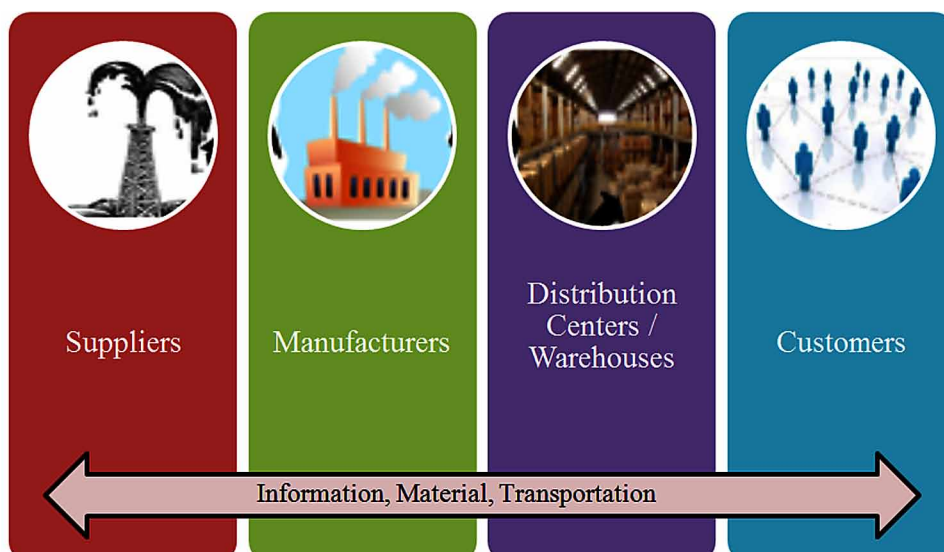 Suppliers
Manufacturers
Distribution
Centers /
Warehouses
Customers
Information, Material, Transportation